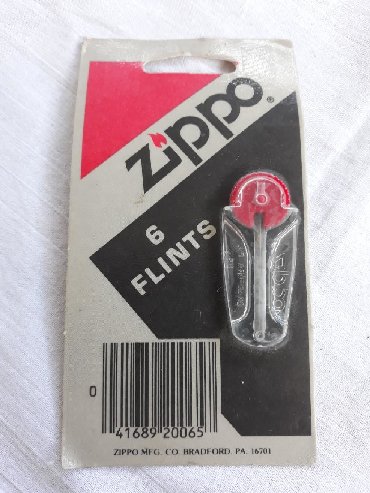 Zippo®
6
FLINTS
0
41689 20065
ZIPPO MFG. CO. BRADFORD, PA. 16701